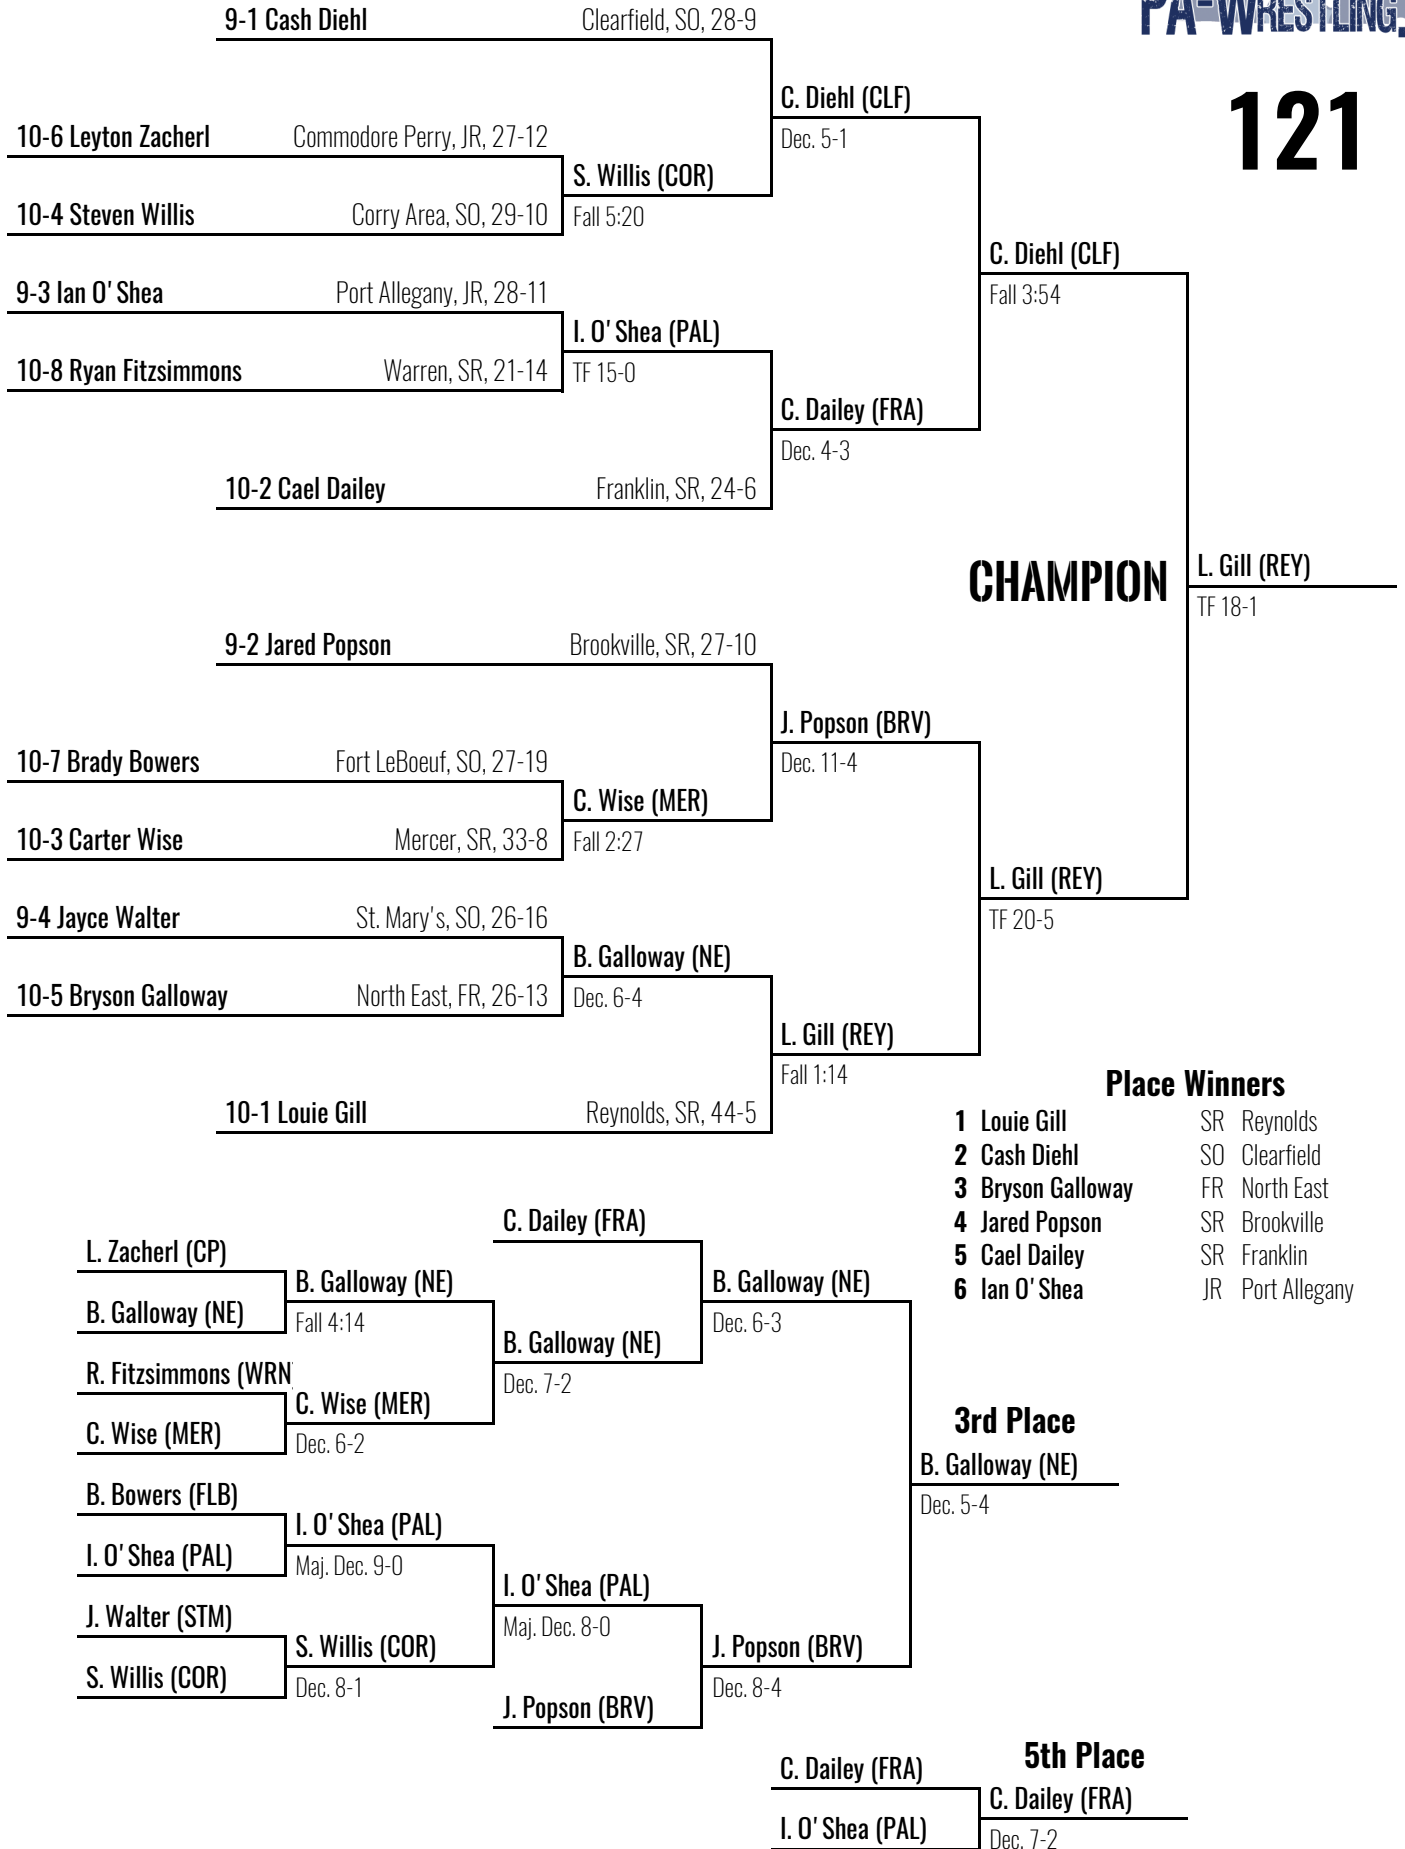 PA-WRESTLING.
121
9-1 Cash Diehl Clearfield, SO, 28-9
C. Diehl (CLF)
Dec. 5-1
10-6 Leyton Zacherl Commodore Perry, JR, 27-12
S. Willis (COR)
Fall 5:20
10-4 Steven Willis Corry Area, SO, 29-10
C. Diehl (CLF)
Fall 3:54
9-3 Ian O'Shea Port Allegany, JR, 28-11
I. O'Shea (PAL)
TF 15-0
10-8 Ryan Fitzsimmons Warren, SR, 21-14
C. Dailey (FRA)
Dec. 4-3
10-2 Cael Dailey Franklin, SR, 24-6
CHAMPION
L. Gill (REY)
TF 18-1
9-2 Jared Popson Brookville, SR, 27-10
J. Popson (BRV)
Dec. 11-4
10-7 Brady Bowers Fort LeBoeuf, SO, 27-19
C. Wise (MER)
Fall 2:27
10-3 Carter Wise Mercer, SR, 33-8
L. Gill (REY)
TF 20-5
9-4 Jayce Walter St. Mary's, SO, 26-16
B. Galloway (NE)
Dec. 6-4
10-5 Bryson Galloway North East, FR, 26-13
L. Gill (REY)
Fall 1:14
10-1 Louie Gill Reynolds, SR, 44-5
Place Winners
1 Louie Gill SR Reynolds
2 Cash Diehl SO Clearfield
3 Bryson Galloway FR North East
4 Jared Popson SR Brookville
5 Cael Dailey SR Franklin
6 Ian O'Shea JR Port Allegany
C. Dailey (FRA)
L. Zacherl (CP)
B. Galloway (NE)
Fall 4:14
B. Galloway (NE)
B. Galloway (NE)
Dec. 6-3
B. Galloway (NE)
Dec. 7-2
R. Fitzsimmons (WRN
C. Wise (MER)
Dec. 6-2
C. Wise (MER)
3rd Place
B. Galloway (NE)
Dec. 5-4
B. Bowers (FLB)
I. O'Shea (PAL)
Maj. Dec. 9-0
I. O'Shea (PAL)
I. O'Shea (PAL)
Maj. Dec. 8-0
J. Walter (STM)
S. Willis (COR)
Dec. 8-1
S. Willis (COR)
J. Popson (BRV)
Dec. 8-4
J. Popson (BRV)
5th Place
C. Dailey (FRA)
C. Dailey (FRA)
Dec. 7-2
I. O'Shea (PAL)